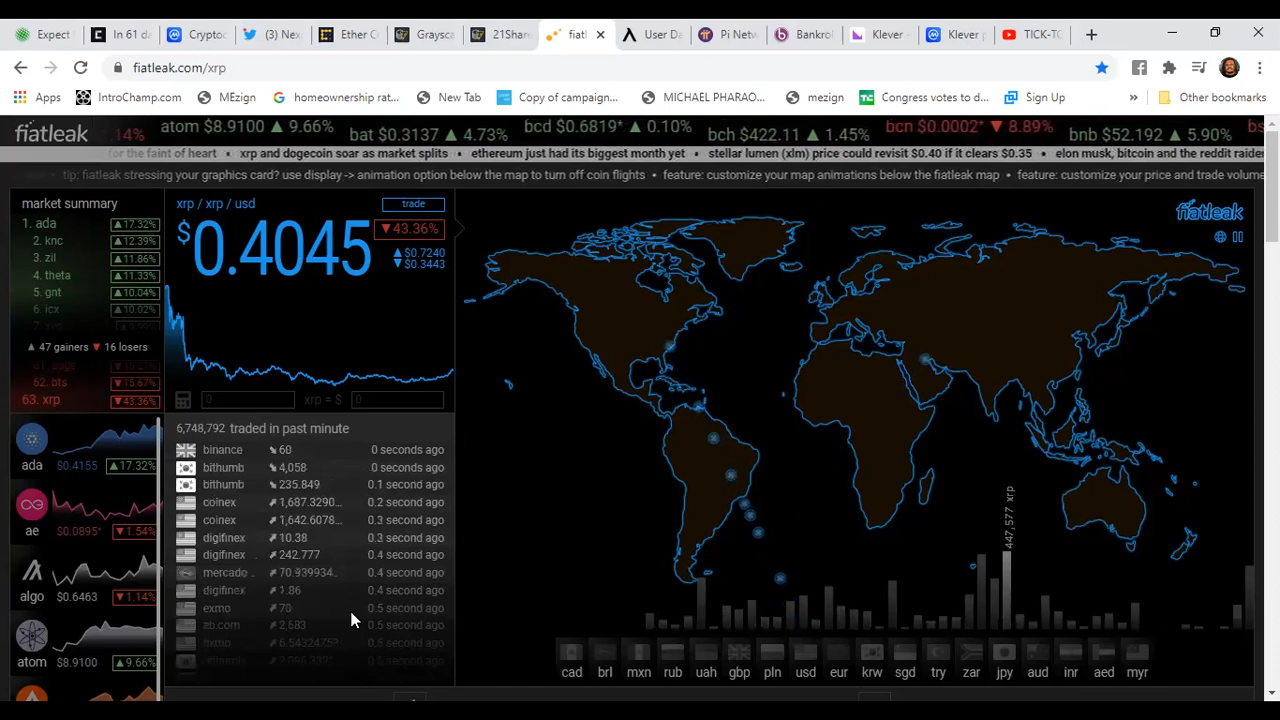 Expect
In 61 da
Cryptoc
(3) Nex
Ether C
Graysca
21Share
fiatl
User Da
Pi Netw
Bankrol
Klever -
Klever p
TICK-TO
fiatleak.com/xrp
Apps
IntroChamp.com
MEzign
homeownership rat...
New Tab
Copy of campaign...
MICHAEL PHARAO...
mezign
Congress votes to d...
Sign Up
»
Other bookmarks
fiatleak
.14% atom $8.9100 ▲ 9.66% bat $0.3137 ▲ 4.73% bcd $0.6819* ▲ 0.10% bch $422.11 ▲ 1.45% bcn $0.0002* ▼ 8.89% bnb $52.192 ▲ 5.90%
for the faint of heart • xrp and dogecoin soar as market splits • ethereum just had its biggest month yet • stellar lumen (xlm) price could revisit $0.40 if it clears $0.35 • elon musk, bitcoin and the reddit raider
tip: fiatleak stressing your graphics card? use display -> animation option below the map to turn off coin flights • feature: customize your map animations below the fiatleak map • feature: customize your price and trade volume
market summary
1. ada ▲17.32%
2. knc ▲12.39%
3. zil ▲11.86%
4. theta ▲11.33%
5. gnt ▲10.04%
6. icx ▲10.02%
▲ 47 gainers ▼ 16 losers
62. bts ▼15.67%
63. xrp ▼43.36%
ada
$0.4155 ▲17.32%
ae
$0.0895* ▼1.54%
algo
$0.6463 ▼1.14%
atom
$8.9100 ▲9.66%
xrp / xrp / usd
trade
$0.4045
▼43.36%
▲ $0.7240
▼ $0.3443
0 xrp = $ 0
6,748,792 traded in past minute
binance 60 0 seconds ago
bithumb 4,058 0 seconds ago
bithumb 235.849 0.1 second ago
coinex 1,687.3290... 0.2 second ago
coinex 1,642.6078... 0.3 second ago
digifinex 10.38 0.3 second ago
digifinex 242.777 0.4 second ago
mercado 70.939934... 0.4 second ago
digifinex 1.86 0.4 second ago
exmo 70 0.5 second ago
zb.com 2,683 0.5 second ago
fiatleak
447,577 xrp
cad brl mxn rub uah gbp pln usd eur krw sgd try zar jpy aud inr aed myr